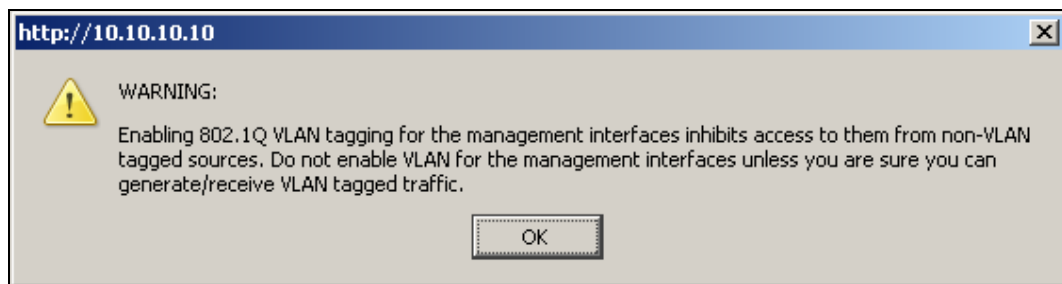 http://10.10.10.10
WARNING:
Enabling 802.1Q VLAN tagging for the management interfaces inhibits access to them from non-VLAN
tagged sources. Do not enable VLAN for the management interfaces unless you are sure you can
generate/receive VLAN tagged traffic.
OK